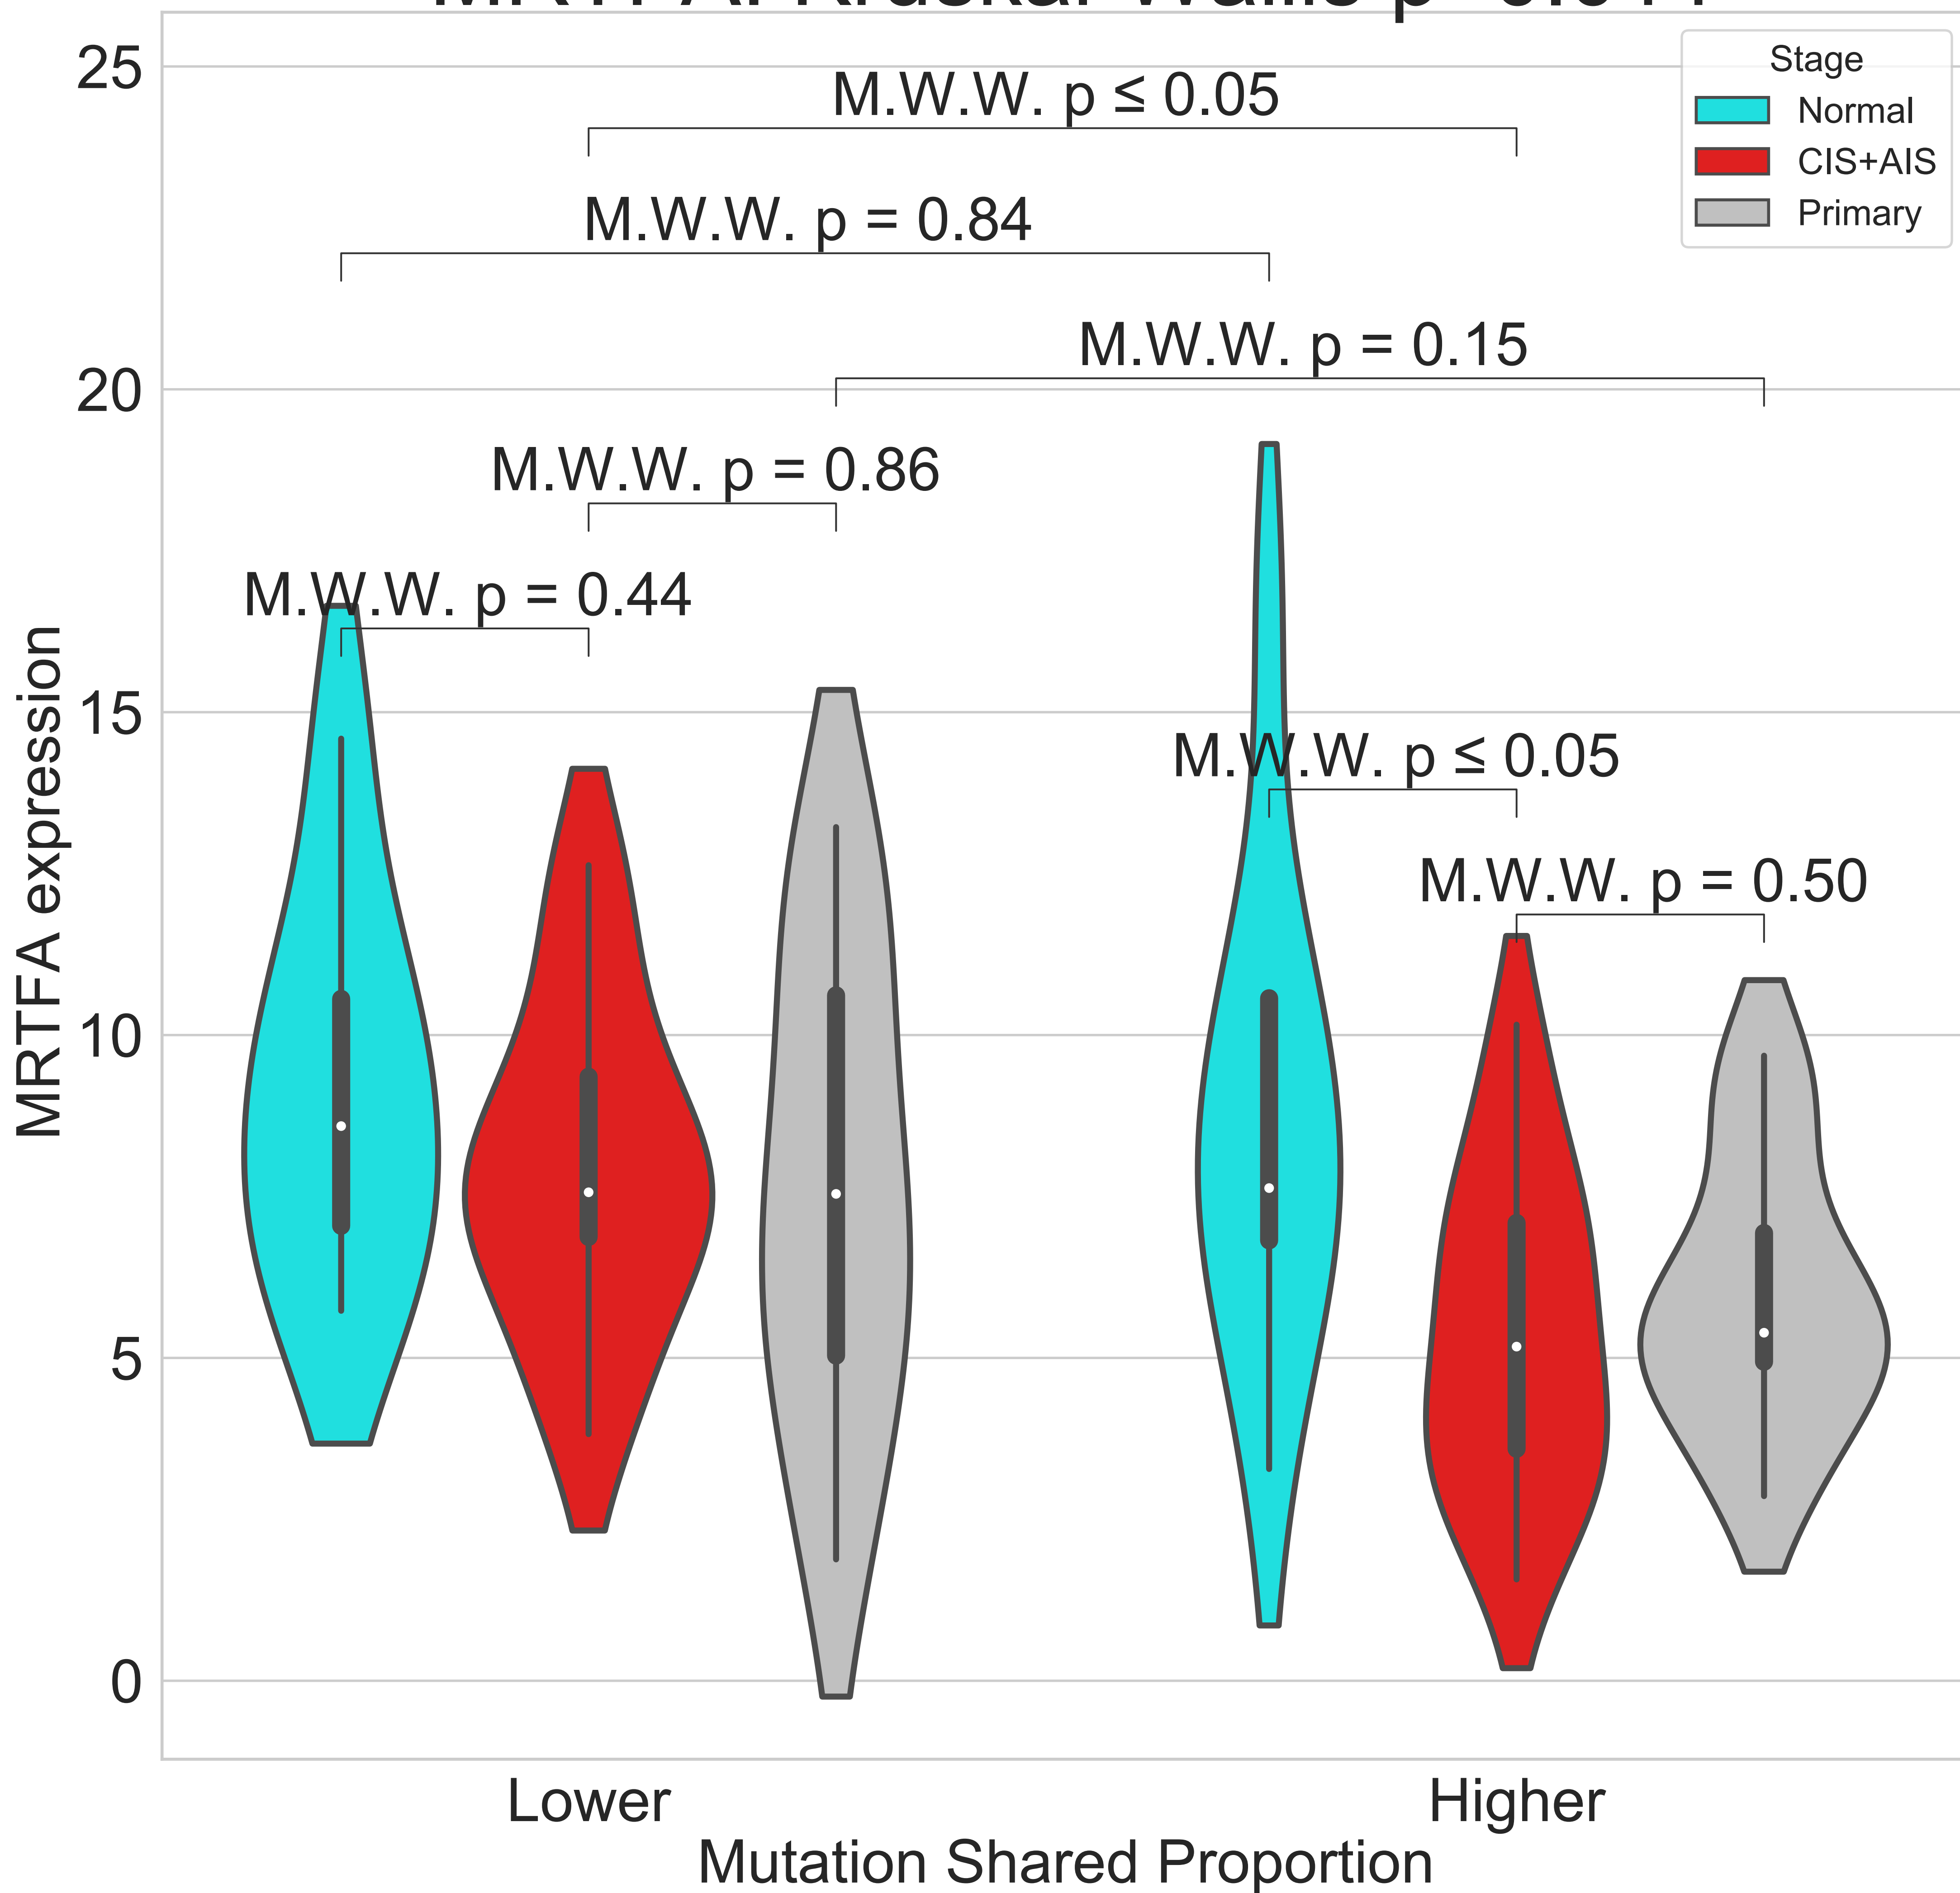 25
20
15
10
5
0
MRTFA expression
M.W.W. p ≤ 0.05
M.W.W. p = 0.84
M.W.W. p = 0.15
M.W.W. p = 0.86
M.W.W. p = 0.44
M.W.W. p ≤ 0.05
M.W.W. p = 0.50
Stage
Normal
CIS+AIS
Primary
Lower
Higher
Mutation Shared Proportion